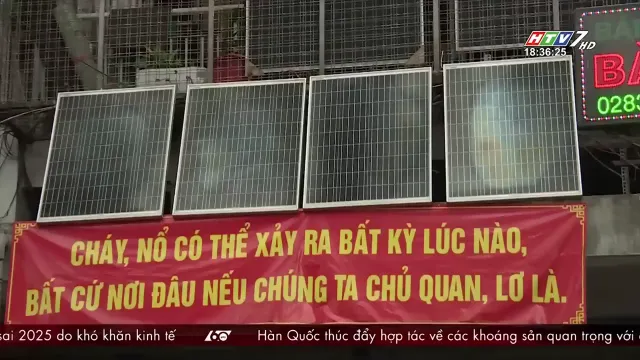 HTV7 HD
18:36:25
BẢ
0283
CHÁY, NỔ CÓ THỂ XẢY RA BẤT KỲ LÚC NÀO,
BẤT CỨ NƠI ĐÂU NẾU CHÚNG TA CHỦ QUAN, LƠ LÀ.
sai 2025 do khó khăn kinh tế
60
Hàn Quốc thúc đẩy hợp tác về các khoáng sản quan trọng với